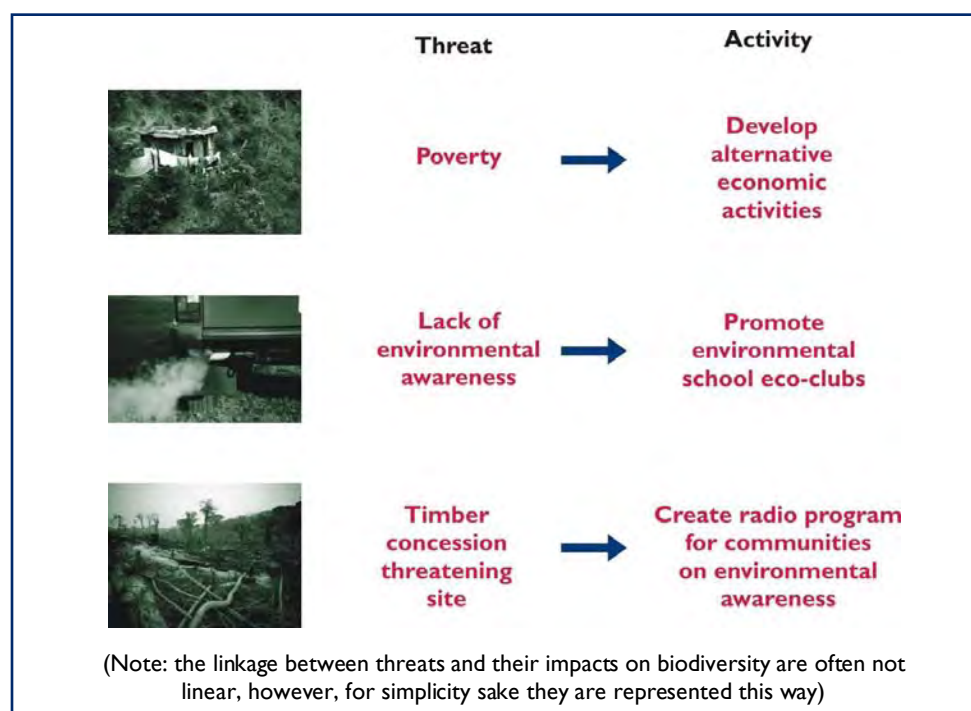 Threat
Activity
Poverty
Develop
alternative
economic
activities
Lack of
environmental
awareness
Promote
environmental
school eco-clubs
Timber
concession
threatening
site
Create radio program
for communities
on environmental
awareness
(Note: the linkage between threats and their impacts on biodiversity are often not
linear, however, for simplicity sake they are represented this way)